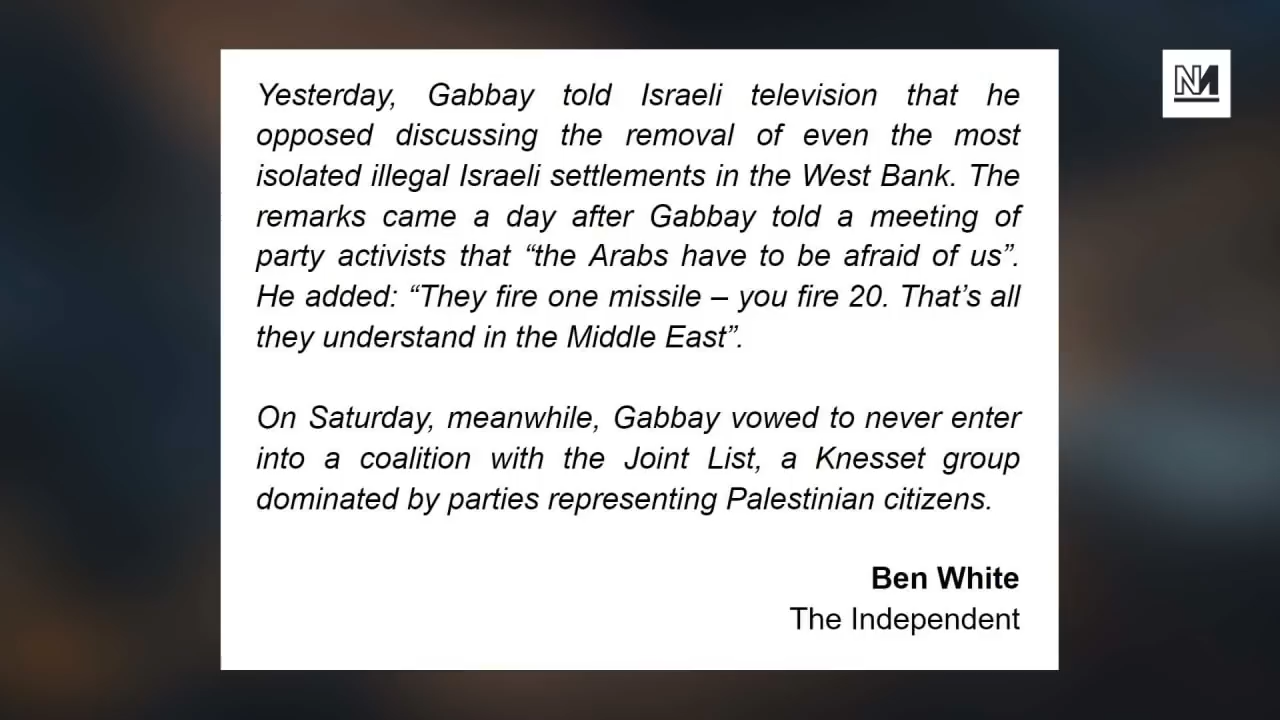 Yesterday, Gabbay told Israeli television that he
opposed discussing the removal of even the most
isolated illegal Israeli settlements in the West Bank. The
remarks came a day after Gabbay told a meeting of
party activists that “the Arabs have to be afraid of us”.
He added: “They fire one missile – you fire 20. That’s all
they understand in the Middle East”.
On Saturday, meanwhile, Gabbay vowed to never enter
into a coalition with the Joint List, a Knesset group
dominated by parties representing Palestinian citizens.
Ben White
The Independent
NM